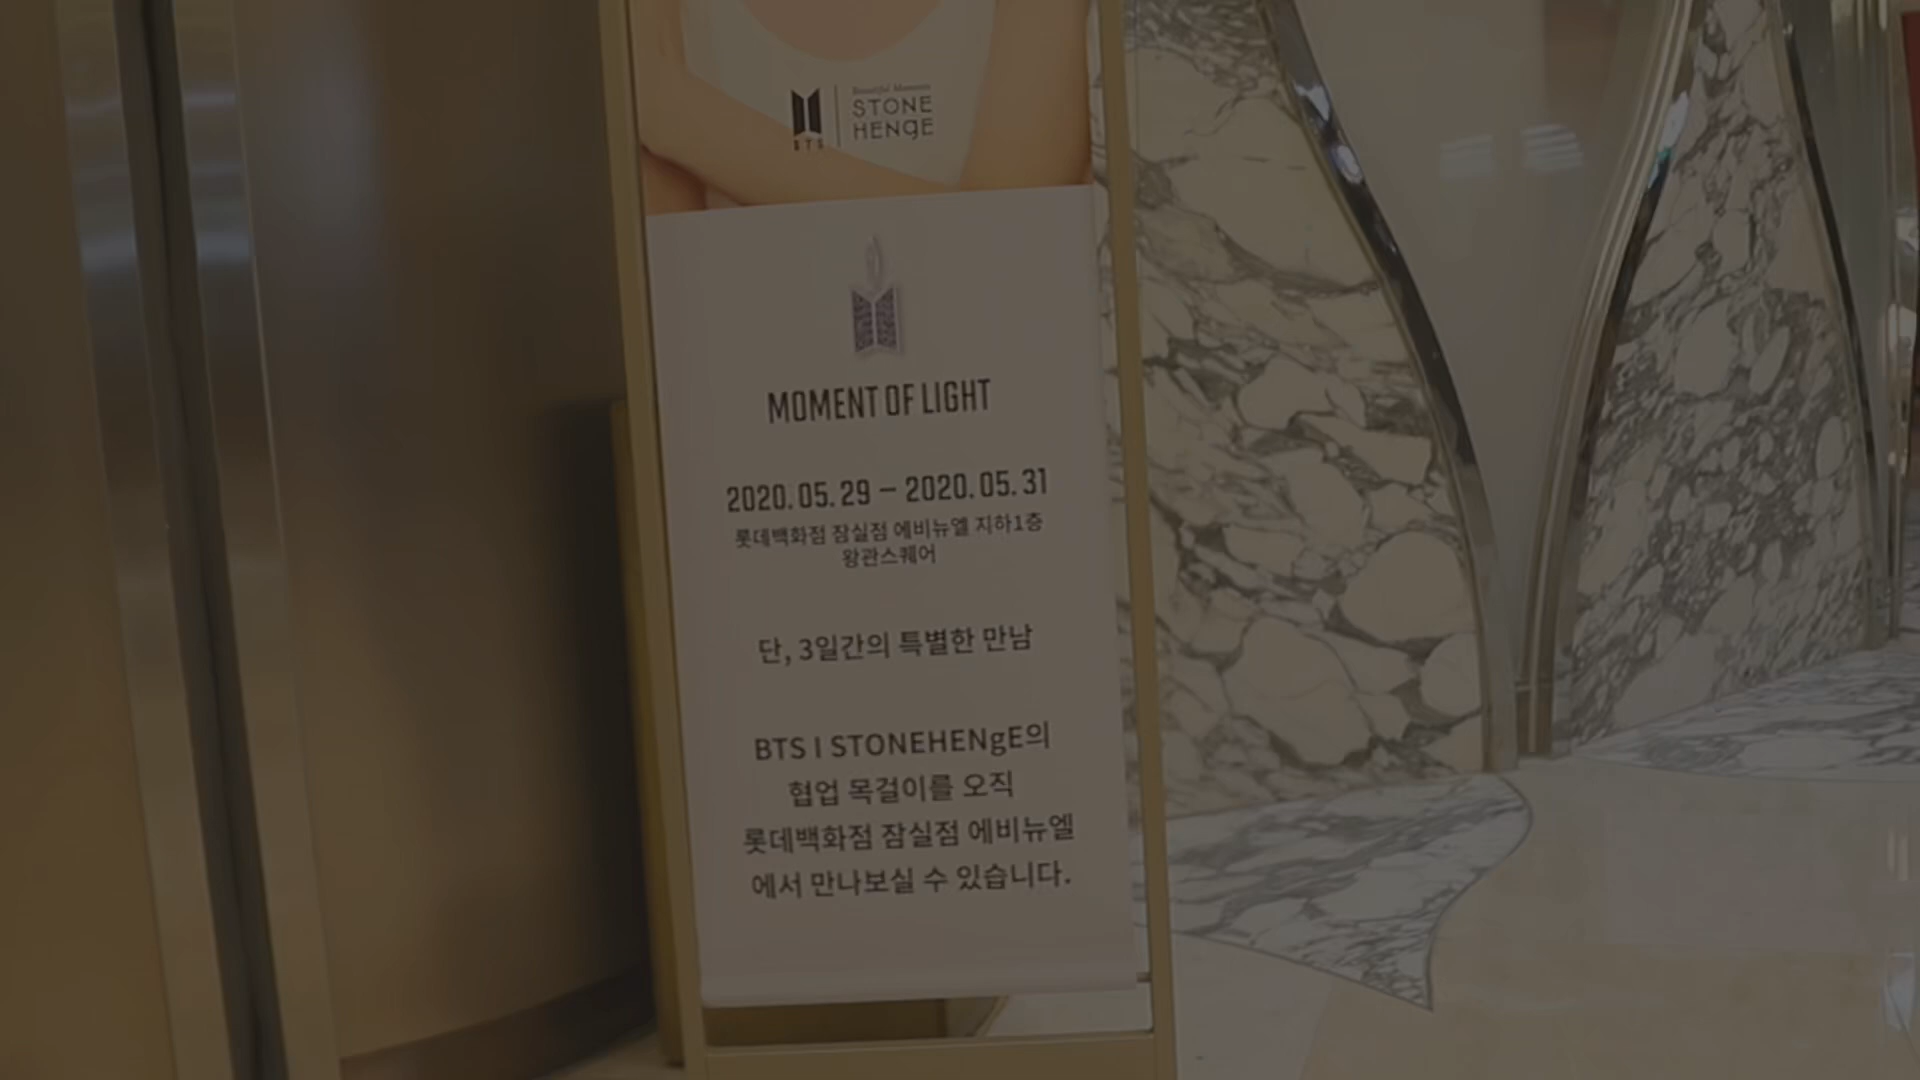 Beautiful Moments
STONE
HENgE
BTS
MOMENT OF LIGHT
2020. 05. 29 – 2020. 05. 31
롯데백화점 잠실점 에비뉴엘 지하1층
왕관스퀘어
단, 3일간의 특별한 만남
BTS I STONEHENgE의
협업 목걸이를 오직
롯데백화점 잠실점 에비뉴엘
에서 만나보실 수 있습니다.